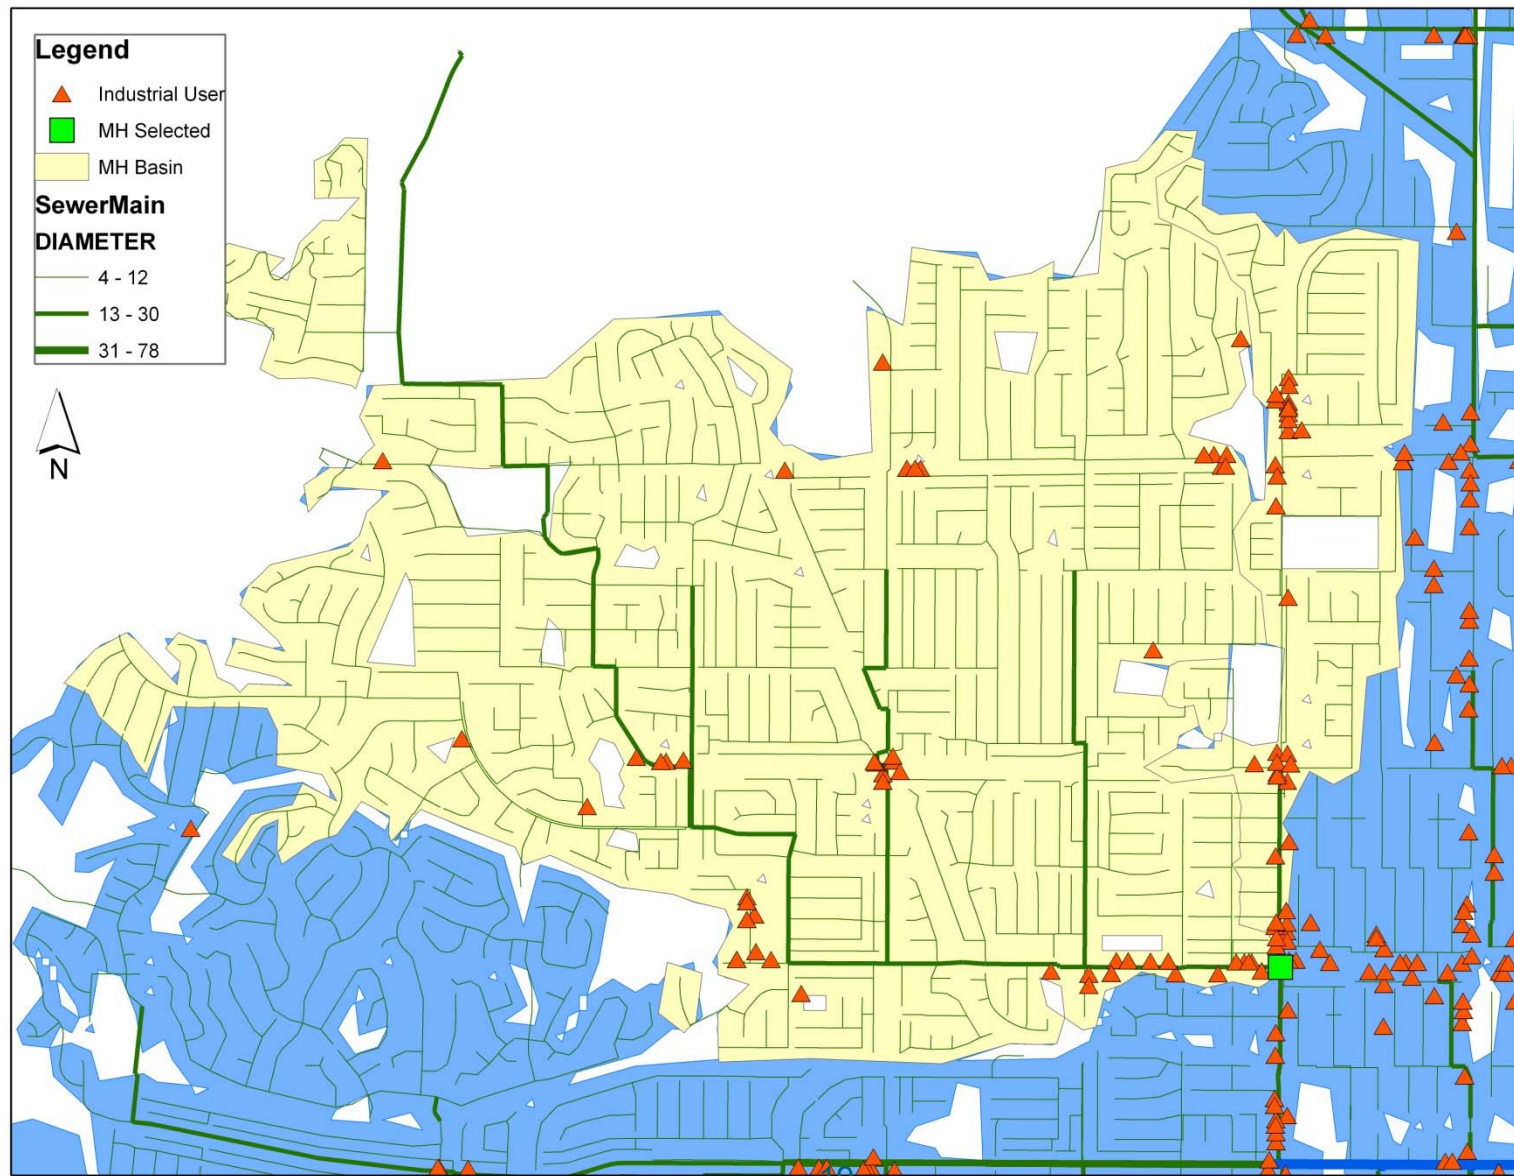 Legend
Industrial User
MH Selected
MH Basin
SewerMain
DIAMETER
4 - 12
13 - 30
31 - 78
N